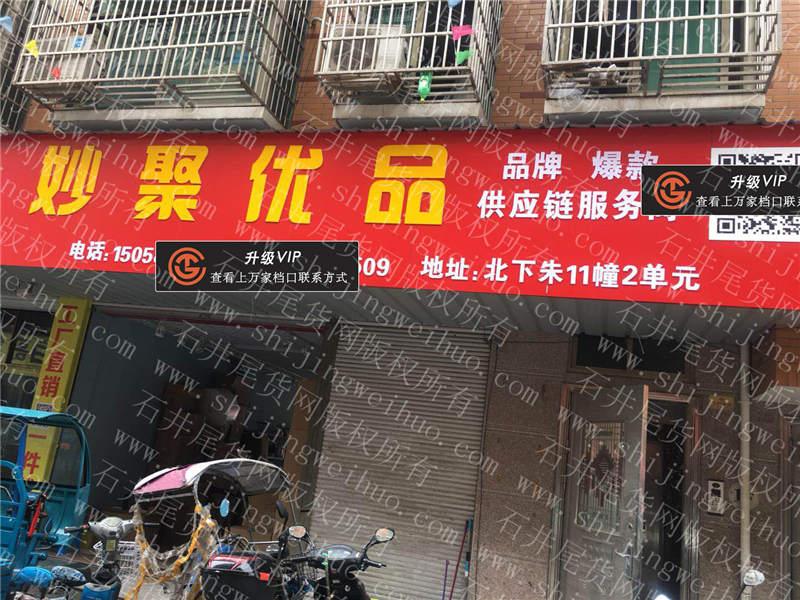 妙聚优品
品牌 爆款
供应链服务
电话:1505
509
地址:北下朱11幢2单元
升级VIP
查看上万家档口联系方式
升级VIP
查看上万家档口联系
工厂直销
一件
石井尾货网版权所有
www.shijingweihuo.com